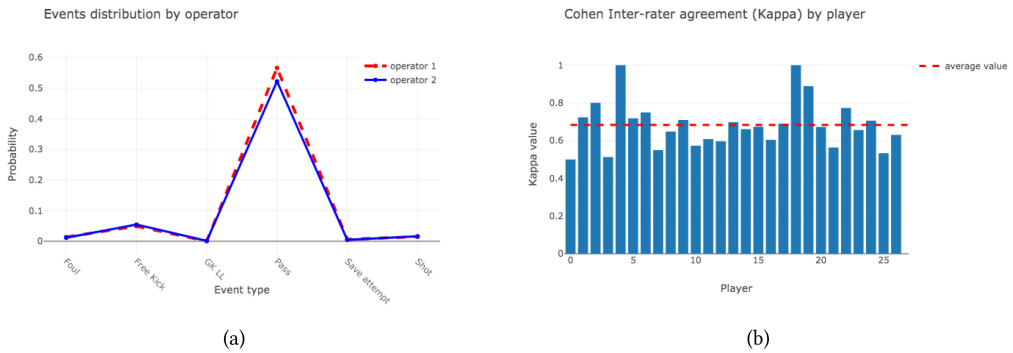 Events distribution by operator
0.6
0.5
0.4
0.3
0.2
0.1
0
Probability
operator 1
operator 2
Foul
Free Kick
GK LL
Pass
Save attempt
Shot
Event type
(a)
Cohen Inter-rater agreement (Kappa) by player
1
0.8
0.6
0.4
0.2
0
Kappa value
average value
0 5 10 15 20 25
Player
(b)